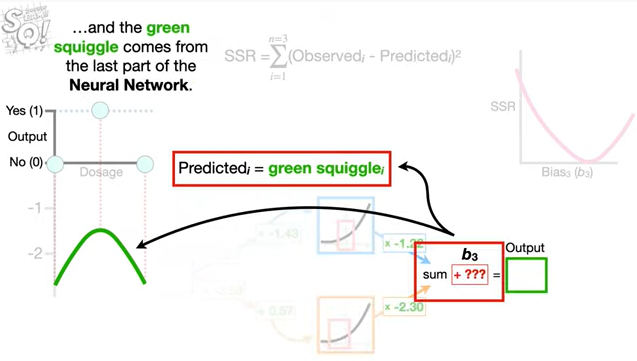 SQ!
…and the green
squiggle comes from
the last part of the
Neural Network.
n=3
SSR = ∑(Observedᵢ - Predictedᵢ)²
i=1
Yes (1)
Output
No (0)
Dosage
-1
-2
SSR
Bias₃ (b₃)
Predictedᵢ = green squiggleᵢ
+ -1.43
x -1.22
+ 0.57
x -2.30
b₃
sum + ??? =
Output